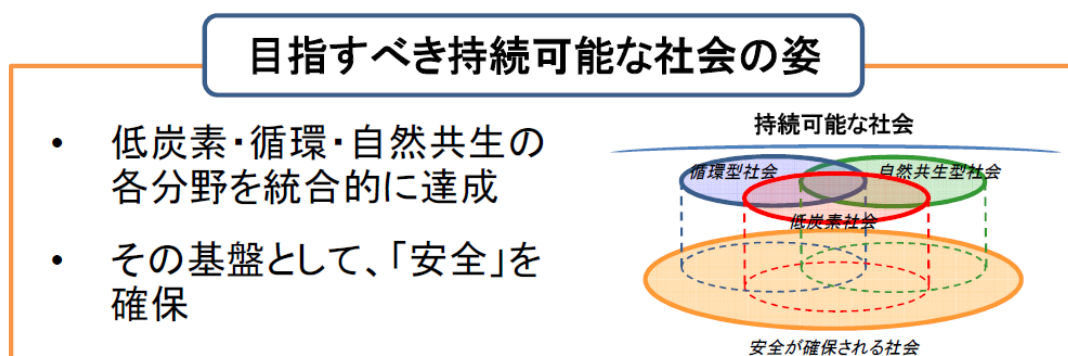 目指すべき持続可能な社会の姿
• 低炭素・循環・自然共生の
各分野を統合的に達成
• その基盤として、「安全」を
確保
持続可能な社会
循環型社会
自然共生型社会
低炭素社会
安全が確保される社会